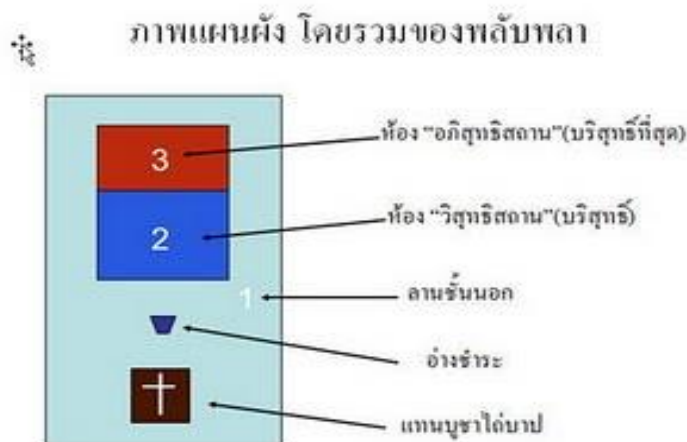 ภาพแผนผัง โดยรวมของพลับพลา
3
ห้อง “อภิสุทธิสถาน”(บริสุทธิ์ที่สุด)
2
ห้อง “วิสุทธิสถาน”(บริสุทธิ์)
1
ลานชั้นนอก
อ่างชำระ
แทนบูชาไถ่บาป